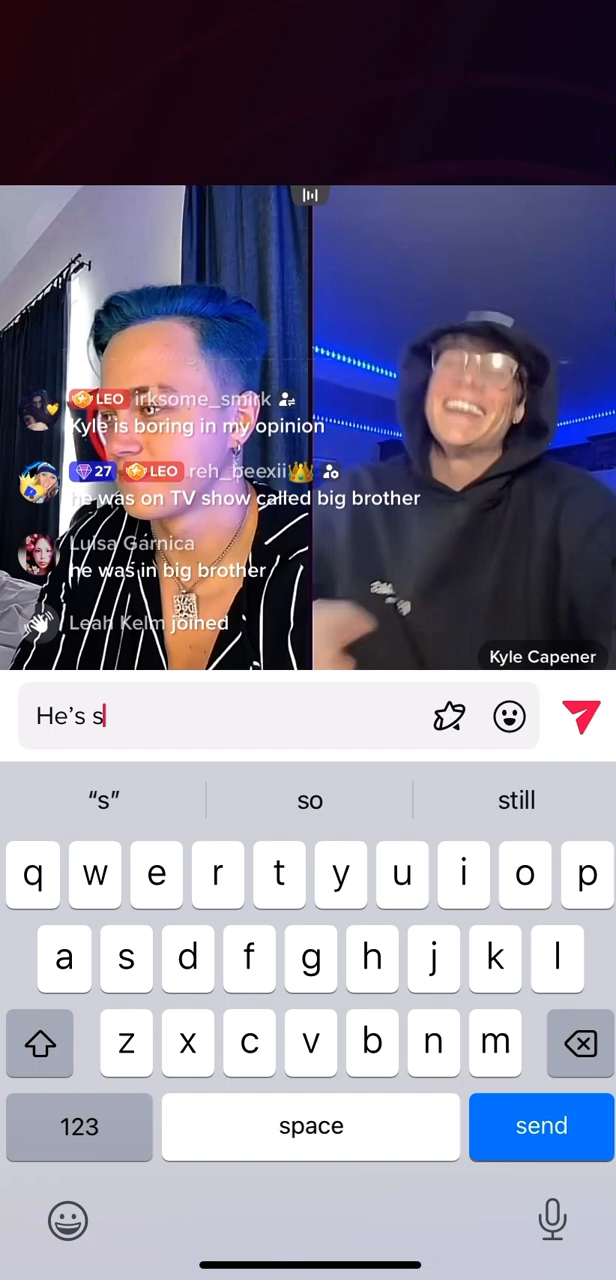 LEO irksome_smirk
Kyle is boring in my opinion
27 LEO reh_beexii👑
he was on TV show called big brother
Luisa Garnica
he was in big brother
Leah Kelm joined
Kyle Capener
He's s
“s” so still
q w e r t y u i o p
a s d f g h j k l
z x c v b n m
123 space send